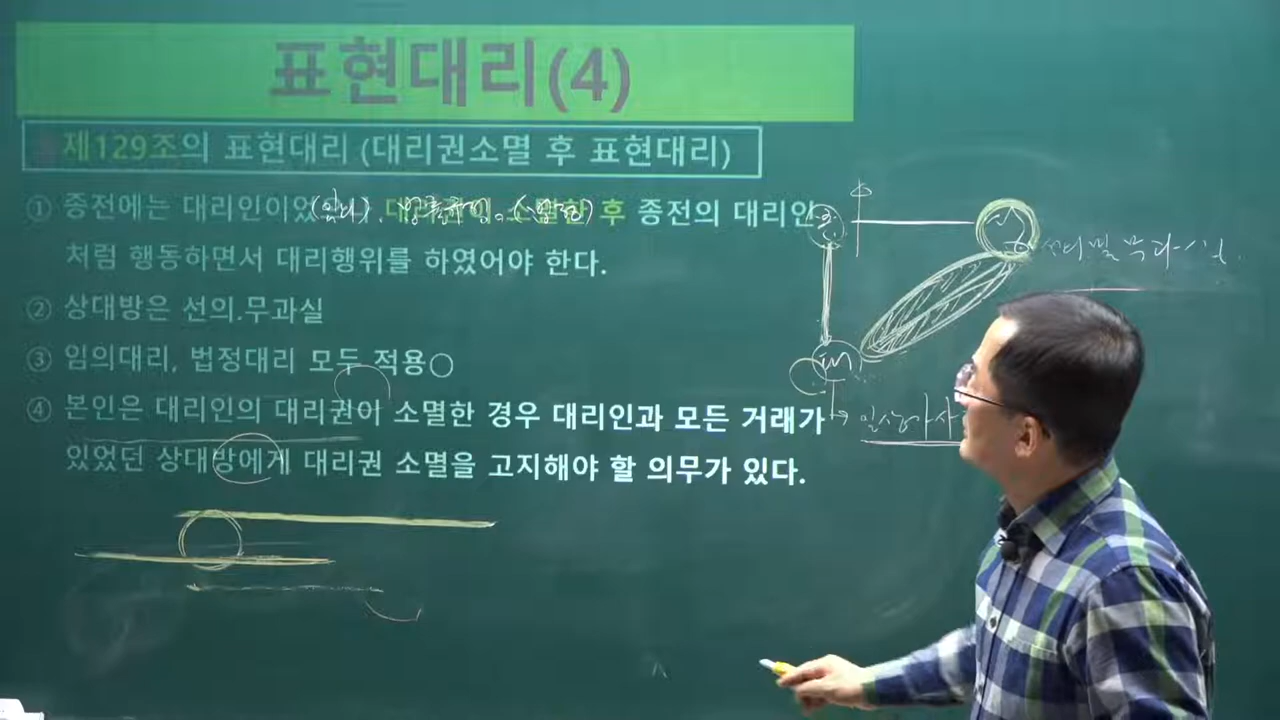 표현대리(4)
제129조의 표현대리 (대리권소멸 후 표현대리)
① 종전에는 대리인이었 대리권이 소멸한 후 종전의 대리인
처럼 행동하면서 대리행위를 하였어야 한다.
② 상대방은 선의.무과실
③ 임의대리, 법정대리 모두 적용○
④ 본인은 대리인의 대리권이 소멸한 경우 대리인과 모든 거래가
있었던 상대방에게 대리권 소멸을 고지해야 할 의무가 있다.
본
상
대